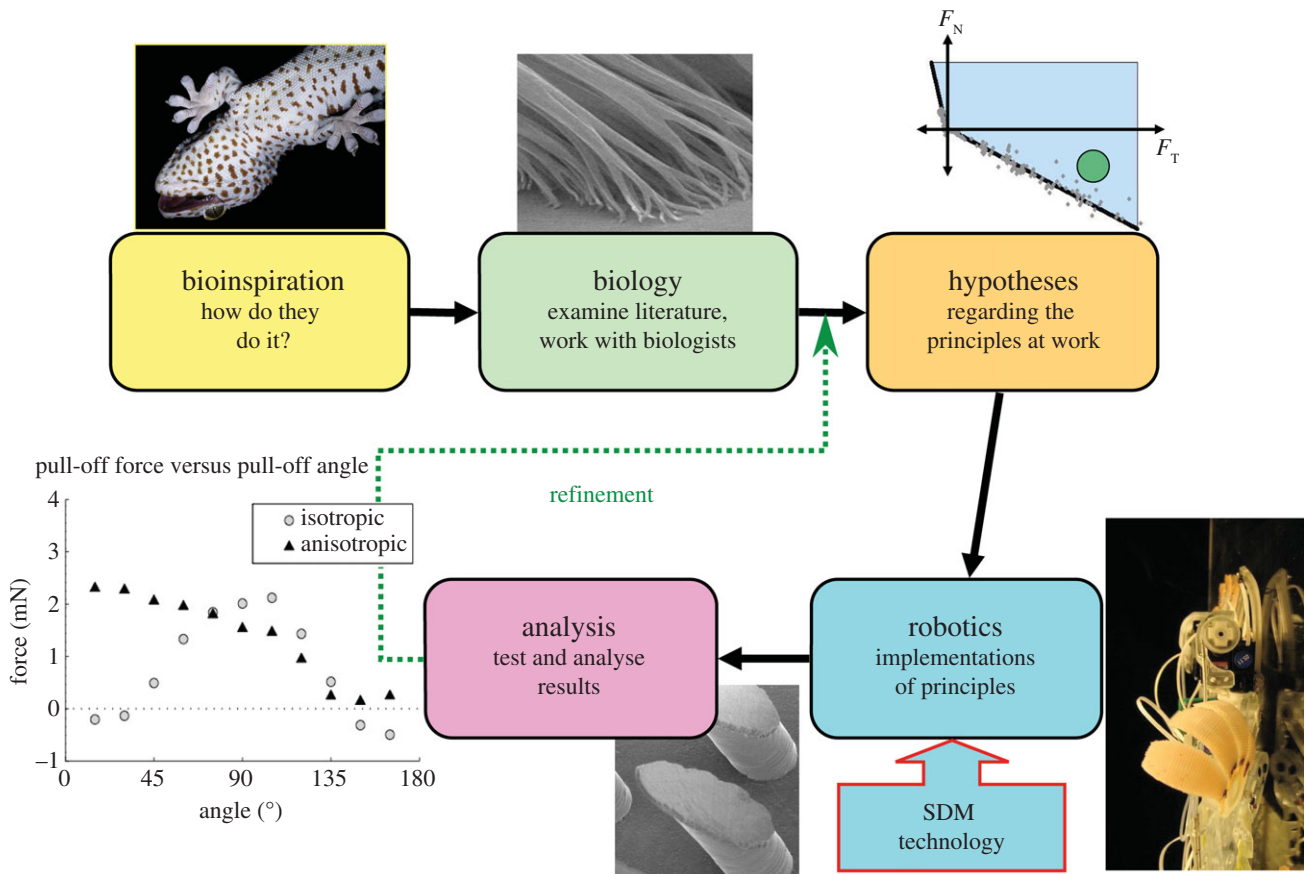 F_N
F_T
bioinspiration
how do they
do it?
biology
examine literature,
work with biologists
hypotheses
regarding the
principles at work
pull-off force versus pull-off angle
refinement
4
3
2
1
0
–1
force (mN)
isotropic
anisotropic
0
45
90
135
180
angle (°)
analysis
test and analyse
results
robotics
implementations
of principles
SDM
technology